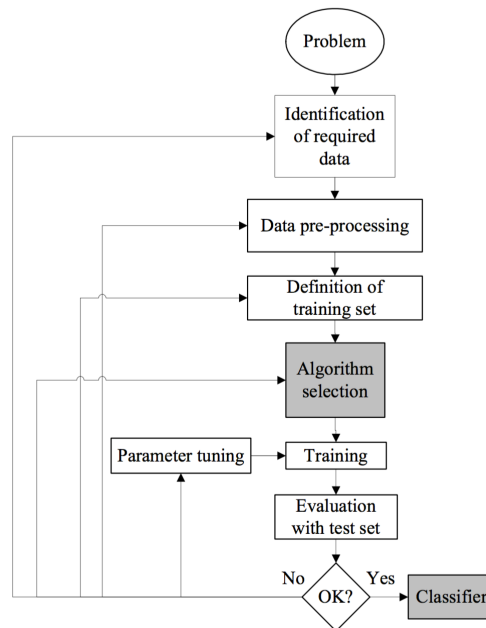 Problem
Identification
of required
data
Data pre-processing
Definition of
training set
Algorithm
selection
Parameter tuning
Training
Evaluation
with test set
No
OK?
Yes
Classifier